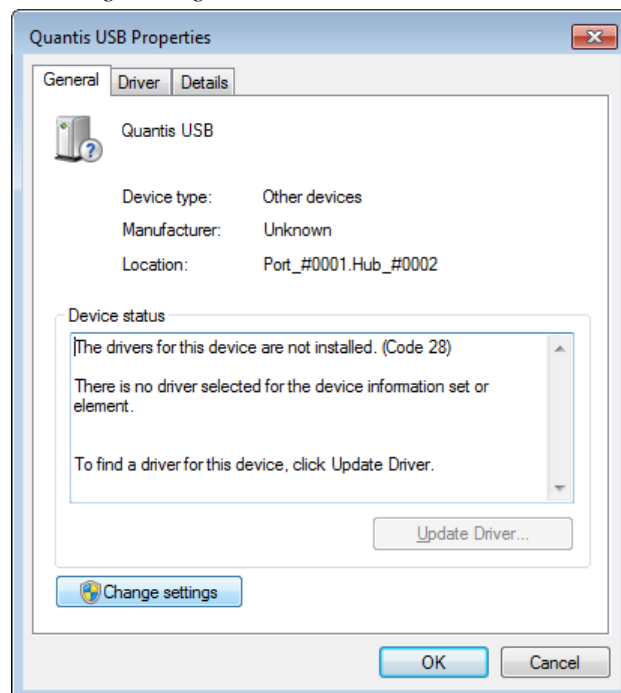 Quantis USB Properties
General Driver Details
Quantis USB
Device type: Other devices
Manufacturer: Unknown
Location: Port_#0001.Hub_#0002
Device status
The drivers for this device are not installed. (Code 28)
There is no driver selected for the device information set or
element.
To find a driver for this device, click Update Driver.
Update Driver...
Change settings
OK Cancel